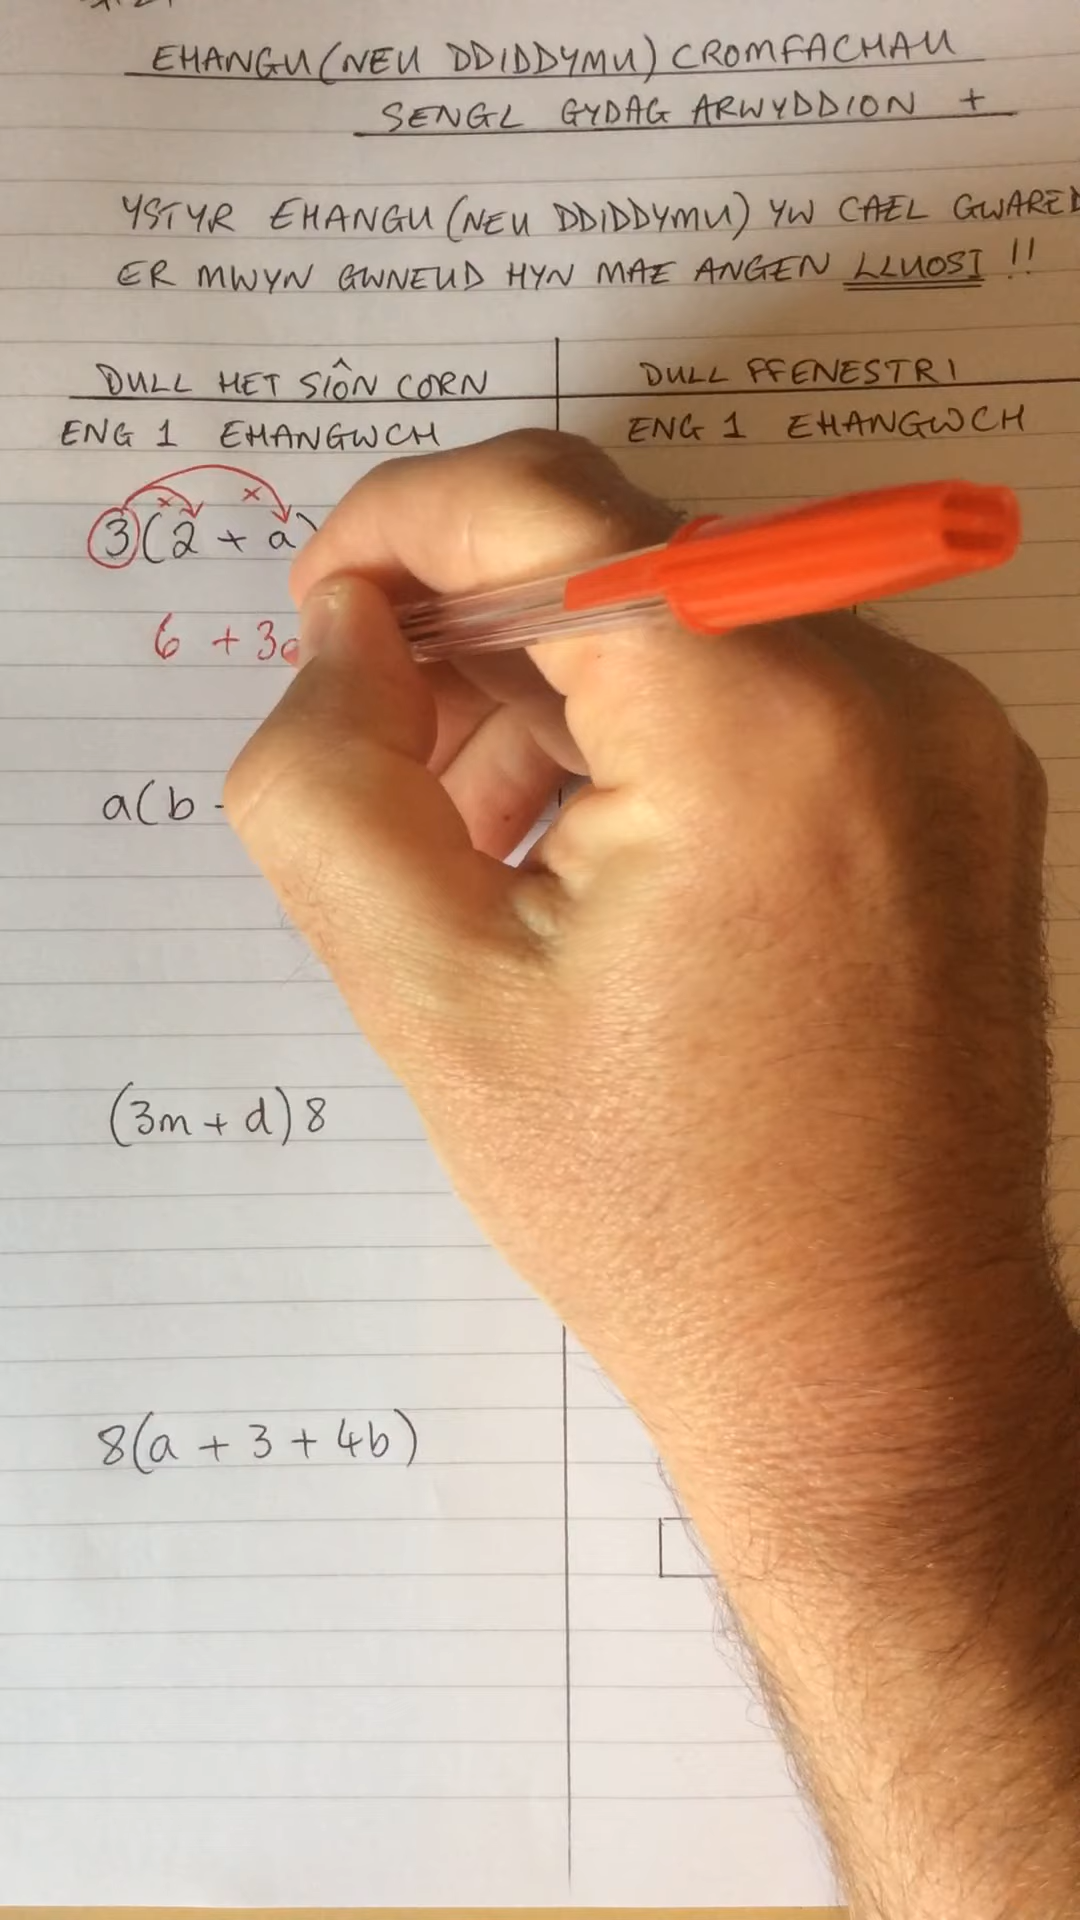 EHANGU (NEU DDIDDYMU) CROMFACHAU
SENGL GYDAG ARWYDDION +
YSTYR EHANGU (NEU DDIDDYMU) YW CAEL GWARED
ER MWYN GWNEUD HYN MAE ANGEN LLUOSI !!
DULL HET SIÔN CORN
ENG 1 EHANGWCH
3(2 + a)
6 + 3a
a(b
(3m + d) 8
8(a + 3 + 4b)
DULL FFENESTRI
ENG 1 EHANGWCH